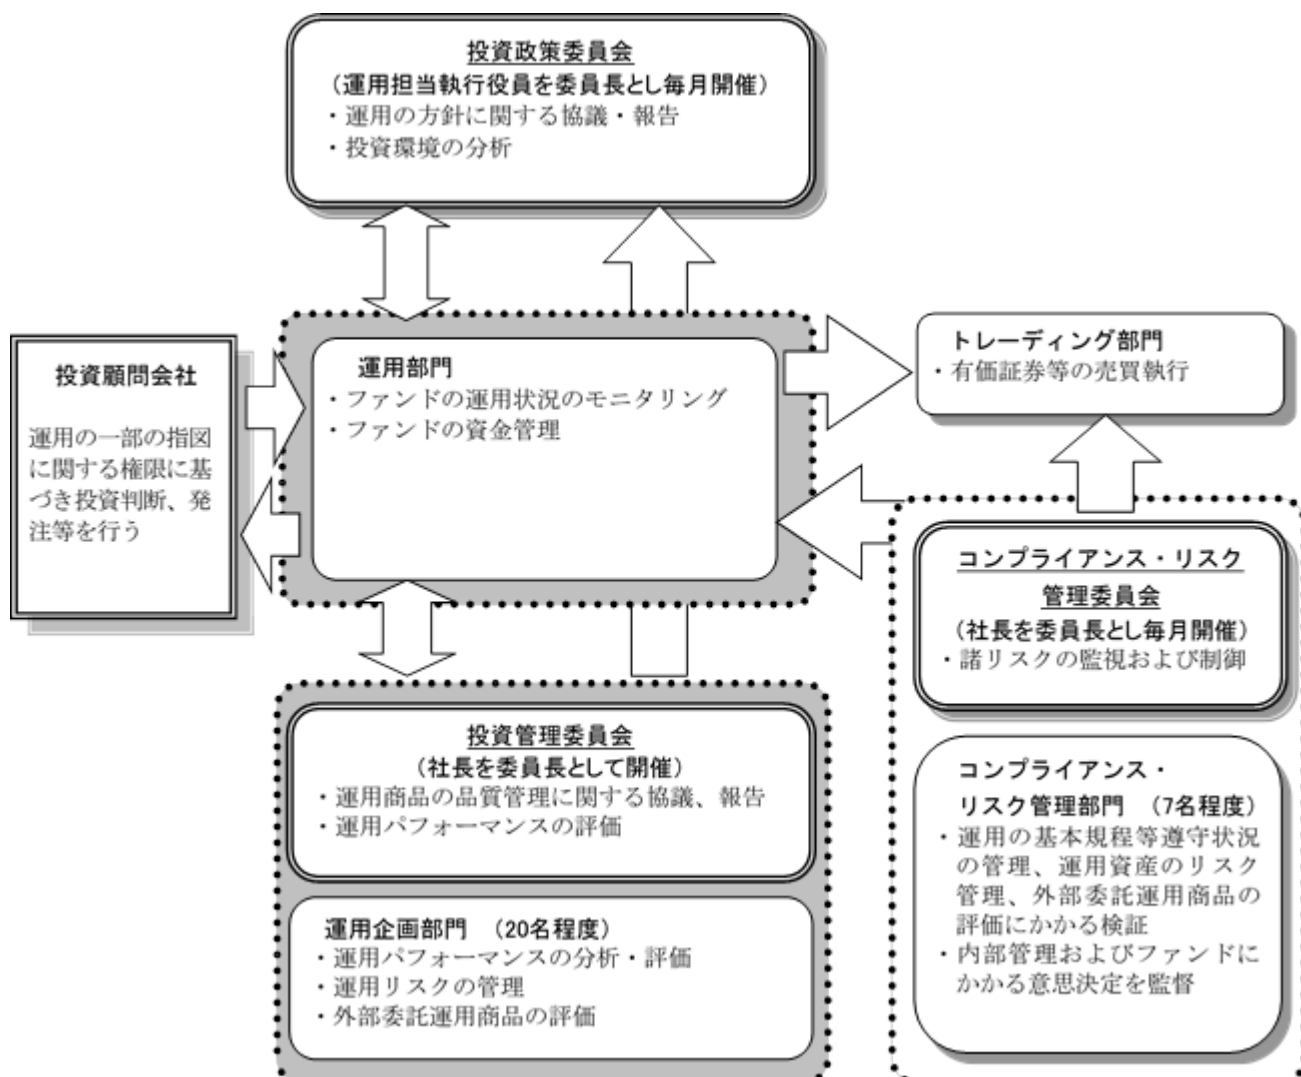 投資政策委員会
（運用担当執行役員を委員長とし毎月開催）
・運用の方針に関する協議・報告
・投資環境の分析
投資顧問会社
運用の一部の指図
に関する権限に基
づき投資判断、発
注等を行う
運用部門
・ファンドの運用状況のモニタリング
・ファンドの資金管理
トレーディング部門
・有価証券等の売買執行
コンプライアンス・リスク
管理委員会
（社長を委員長とし毎月開催）
・諸リスクの監視および制御
コンプライアンス・
リスク管理部門　（7名程度）
・運用の基本規程等遵守状況
の管理、運用資産のリスク
管理、外部委託運用商品の
評価にかかる検証
・内部管理およびファンドに
かかる意思決定を監督
投資管理委員会
（社長を委員長として開催）
・運用商品の品質管理に関する協議、報告
・運用パフォーマンスの評価
運用企画部門　（20名程度）
・運用パフォーマンスの分析・評価
・運用リスクの管理
・外部委託運用商品の評価